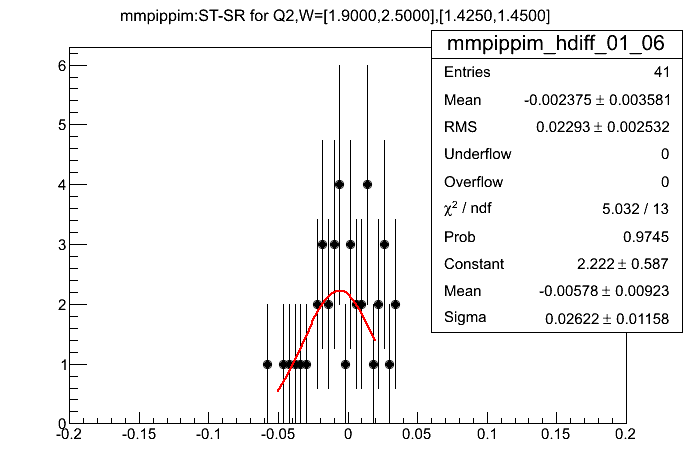 mmpippim:ST-SR for Q2,W=[1.9000,2.5000],[1.4250,1.4500]
mmpippim_hdiff_01_06
Entries 41
Mean -0.002375 ± 0.003581
RMS 0.02293 ± 0.002532
Underflow 0
Overflow 0
χ² / ndf 5.032 / 13
Prob 0.9745
Constant 2.222 ± 0.587
Mean -0.00578 ± 0.00923
Sigma 0.02622 ± 0.01158
6
5
4
3
2
1
0
-0.2 -0.15 -0.1 -0.05 0 0.05 0.1 0.15 0.2